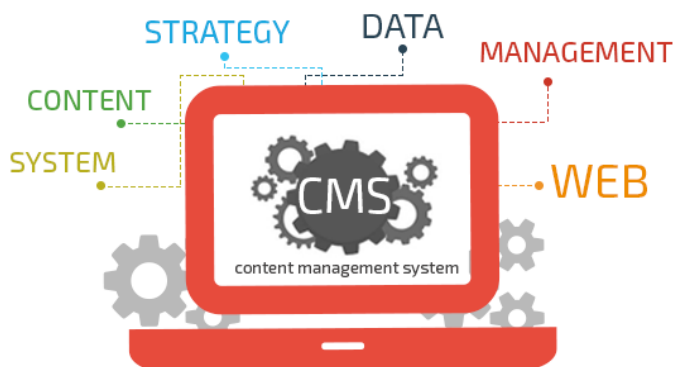 STRATEGY
DATA
MANAGEMENT
CONTENT
SYSTEM
WEB
CMS
content management system